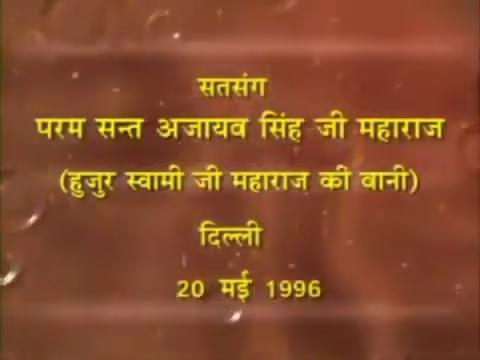 सतसंग
परम सन्त अजायव सिंह जी महाराज
(हुजुर स्वामी जी महाराज की वानी)
दिल्ली
20 मई 1996